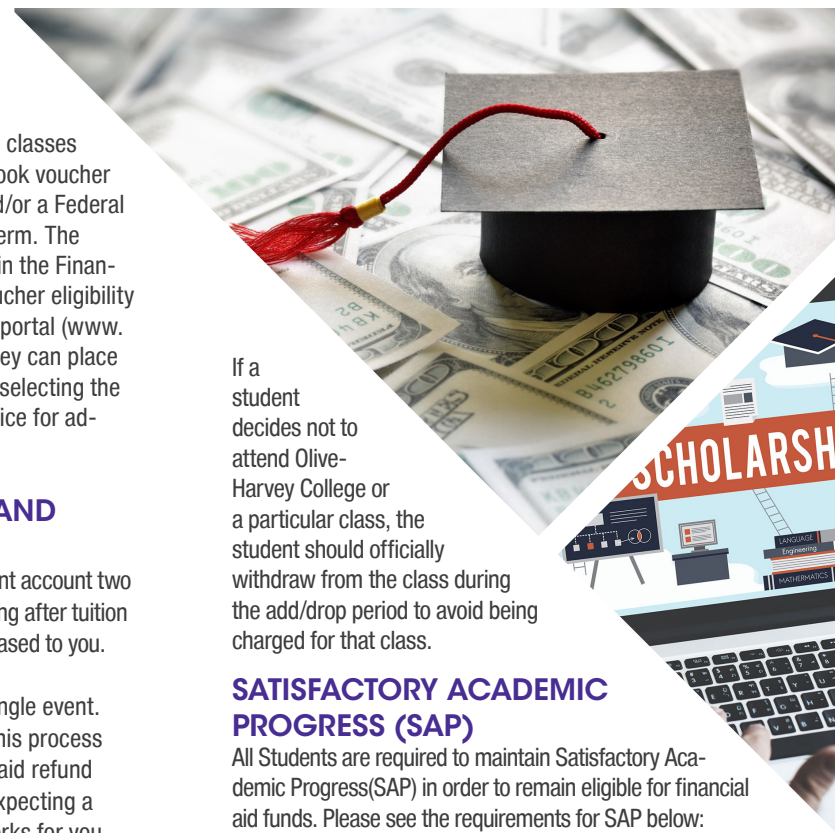 classes
ook voucher
d/or a Federal
erm. The
in the Finan-
ucher eligibility
portal (www.
ey can place
selecting the
ice for ad-
AND
nt account two
ng after tuition
ased to you.
ngle event.
his process
aid refund
xpecting a
rks for you
If a
student
decides not to
attend Olive-
Harvey College or
a particular class, the
student should officially
withdraw from the class during
the add/drop period to avoid being
charged for that class.
SATISFACTORY ACADEMIC
PROGRESS (SAP)
All Students are required to maintain Satisfactory Aca-
demic Progress(SAP) in order to remain eligible for financial
aid funds. Please see the requirements for SAP below:
B46279860I
SCHOLARSH
LANGUAGE
Engineering
MATHEMATICS